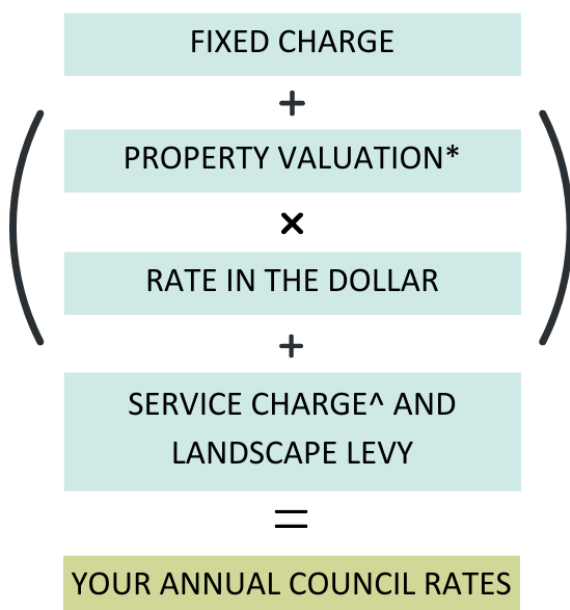 FIXED CHARGE
+
PROPERTY VALUATION*
×
RATE IN THE DOLLAR
+
SERVICE CHARGE^ AND
LANDSCAPE LEVY
=
YOUR ANNUAL COUNCIL RATES